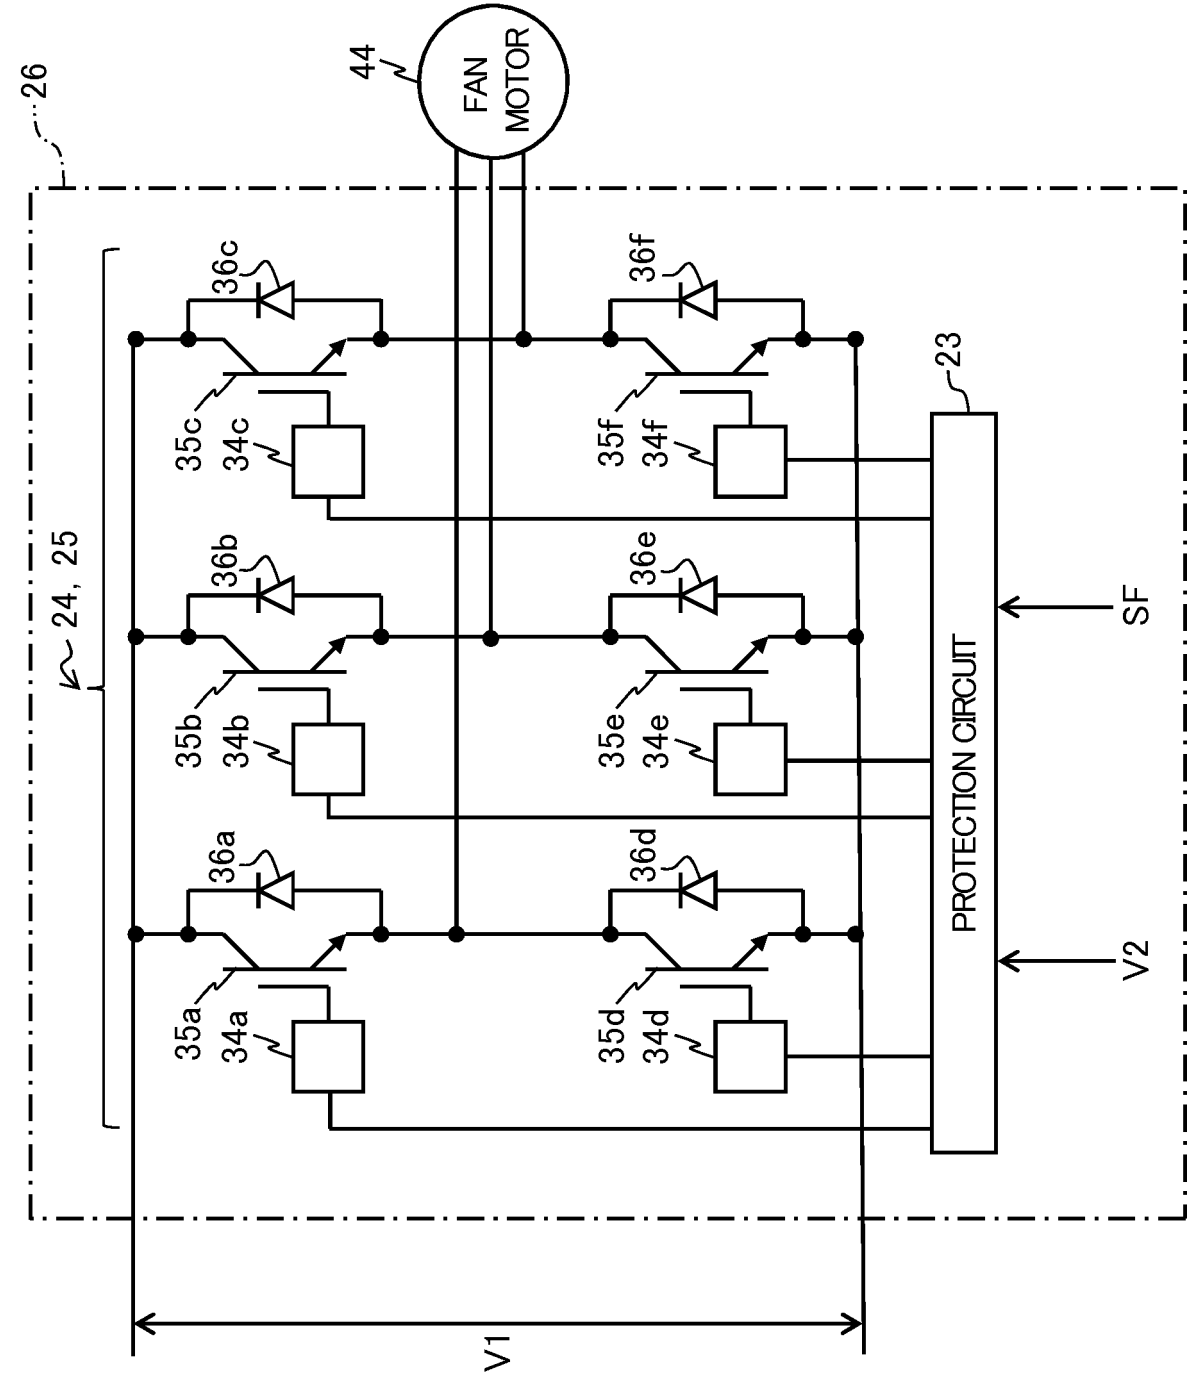 26
44
FAN
MOTOR
24, 25
36a
36b
36c
35a
34a
35b
34b
35c
34c
36d
36e
36f
35d
34d
35e
34e
35f
34f
23
PROTECTION CIRCUIT
V1
V2
SF